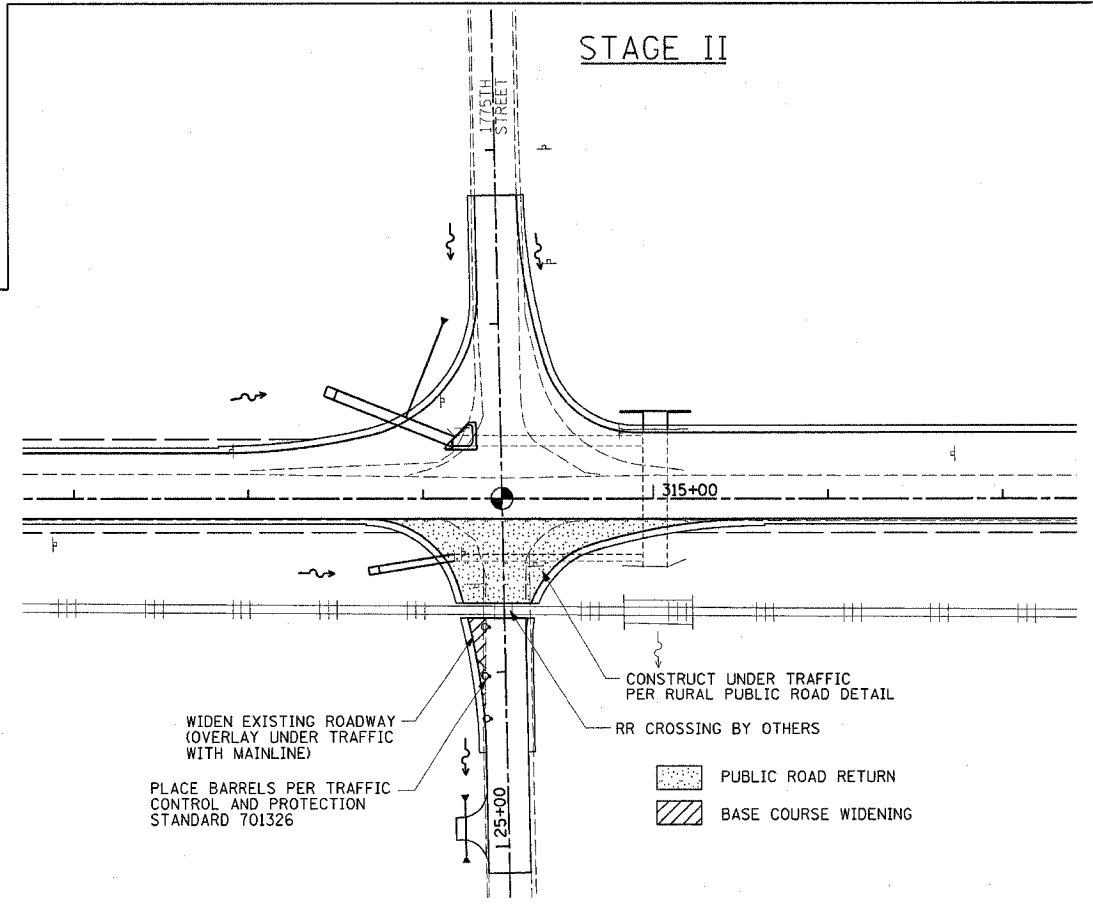 STAGE II
1775TH
STREET
315+00
CONSTRUCT UNDER TRAFFIC
PER RURAL PUBLIC ROAD DETAIL
RR CROSSING BY OTHERS
WIDEN EXISTING ROADWAY
(OVERLAY UNDER TRAFFIC
WITH MAINLINE)
PLACE BARRELS PER TRAFFIC
CONTROL AND PROTECTION
STANDARD 701326
PUBLIC ROAD RETURN
BASE COURSE WIDENING
125+00